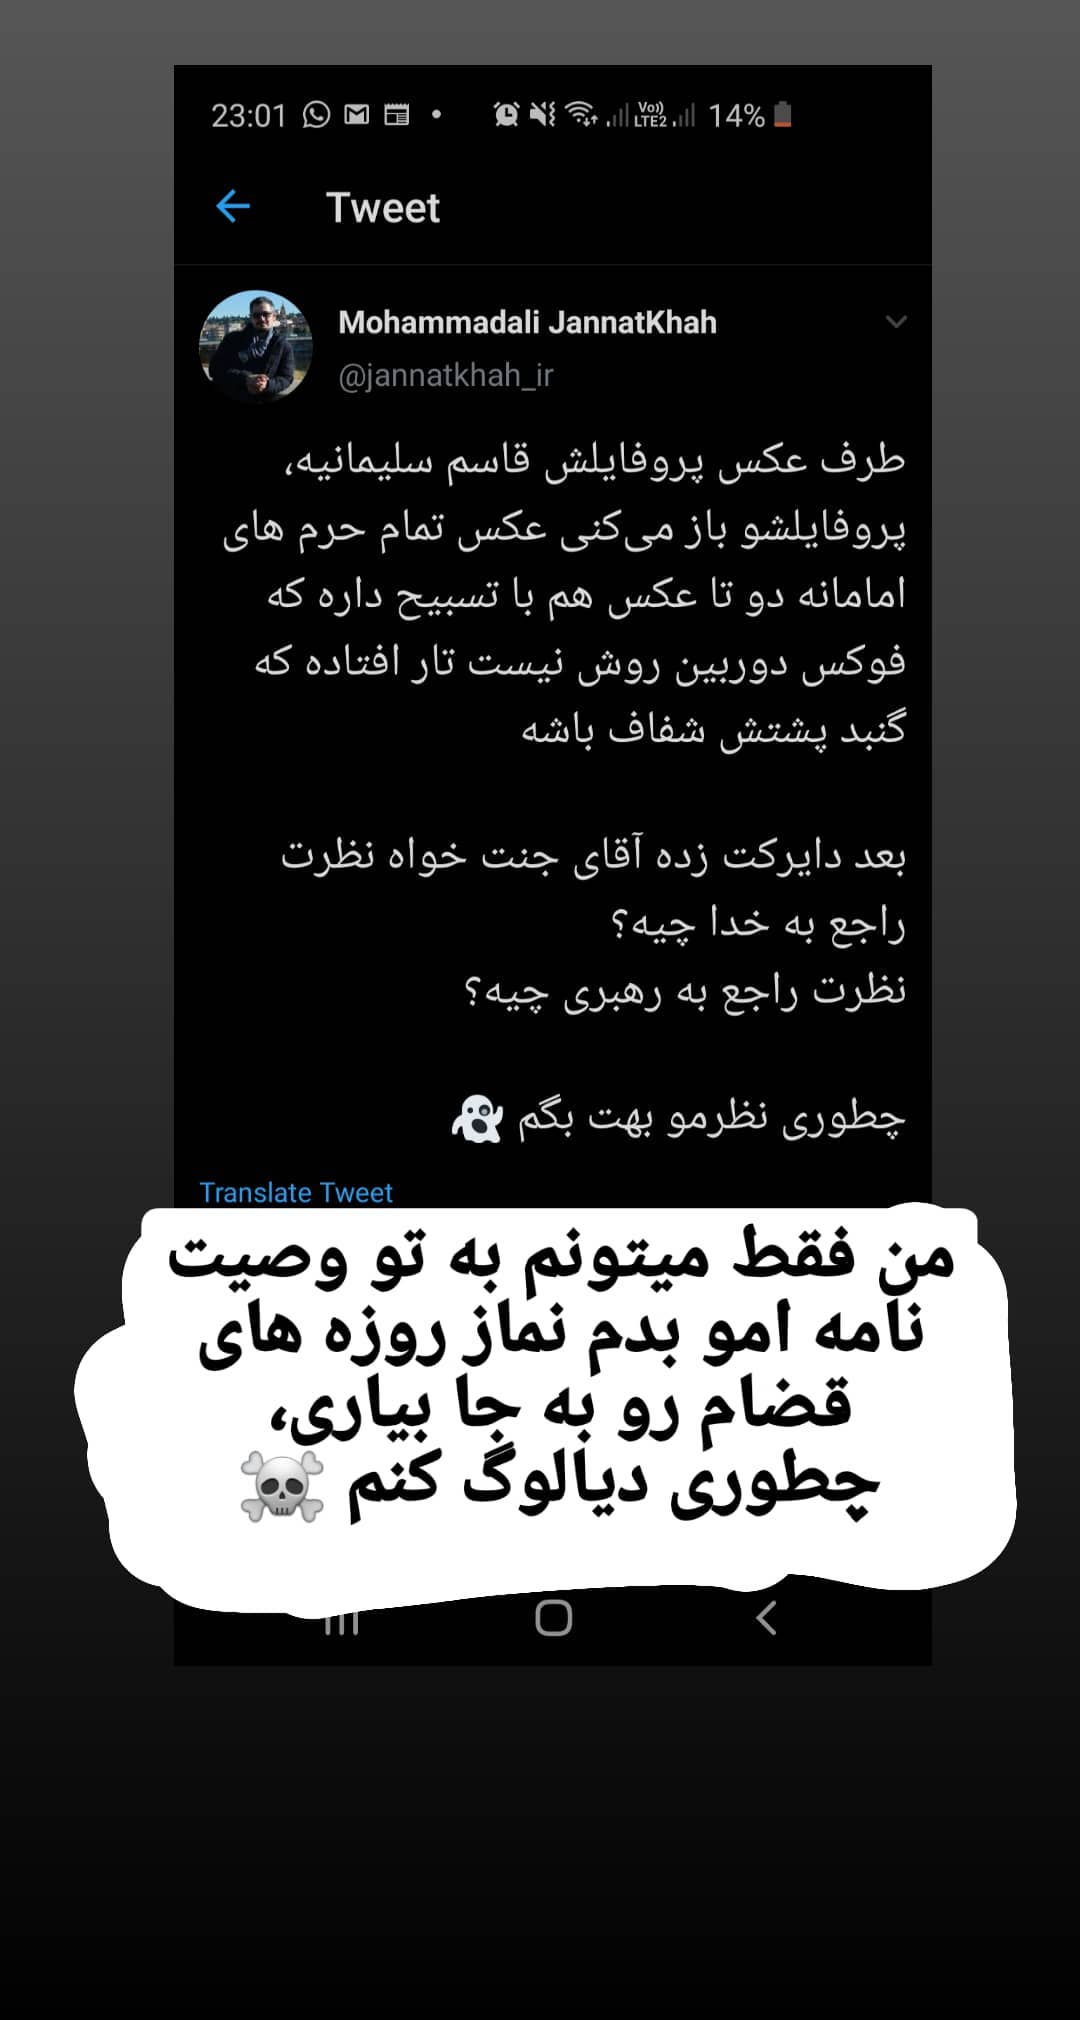 23:01
Vo)) LTE2
14%
Tweet
Mohammadali JannatKhah
@jannatkhah_ir
طرف عکس پروفایلش قاسم سلیمانیه،
پروفایلشو باز می‌کنی عکس تمام حرم های
امامانه دو تا عکس هم با تسبیح داره که
فوکس دوربین روش نیست تار افتاده که
گنبد پشتش شفاف باشه
بعد دایرکت زده آقای جنت خواه نظرت
راجع به خدا چیه؟
نظرت راجع به رهبری چیه؟
چطوری نظرمو بهت بگم 👻
Translate Tweet
من فقط میتونم به تو وصیت
نامه امو بدم نماز روزه های
قضام رو به جا بیاری،
چطوری دیالوگ کنم ☠️